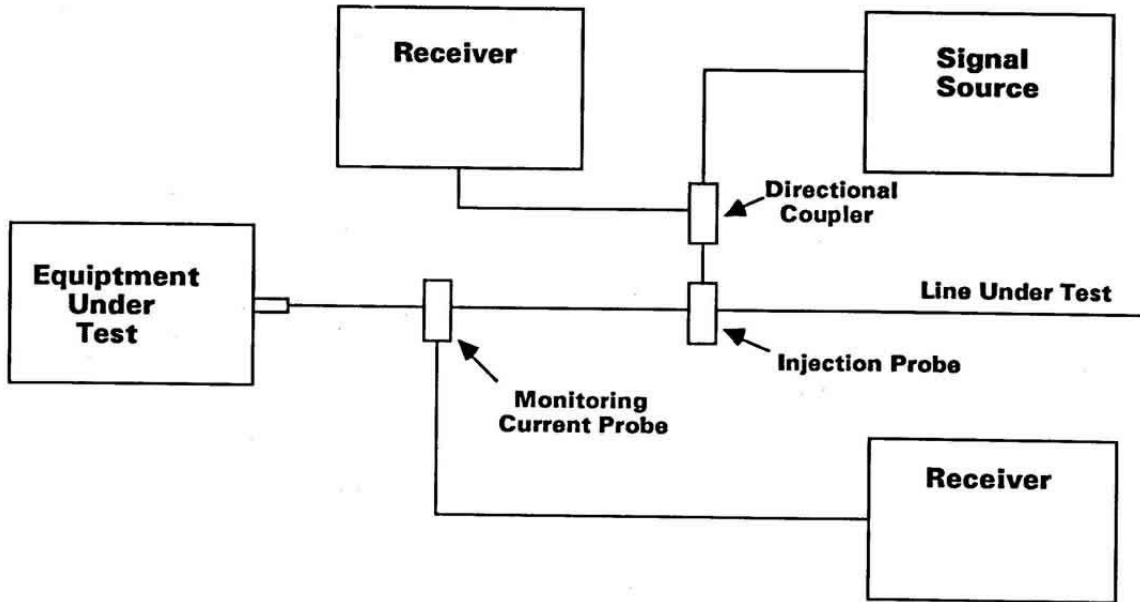 Receiver
Signal
Source
Directional
Coupler
Equiptment
Under
Test
Line Under Test
Injection Probe
Monitoring
Current Probe
Receiver